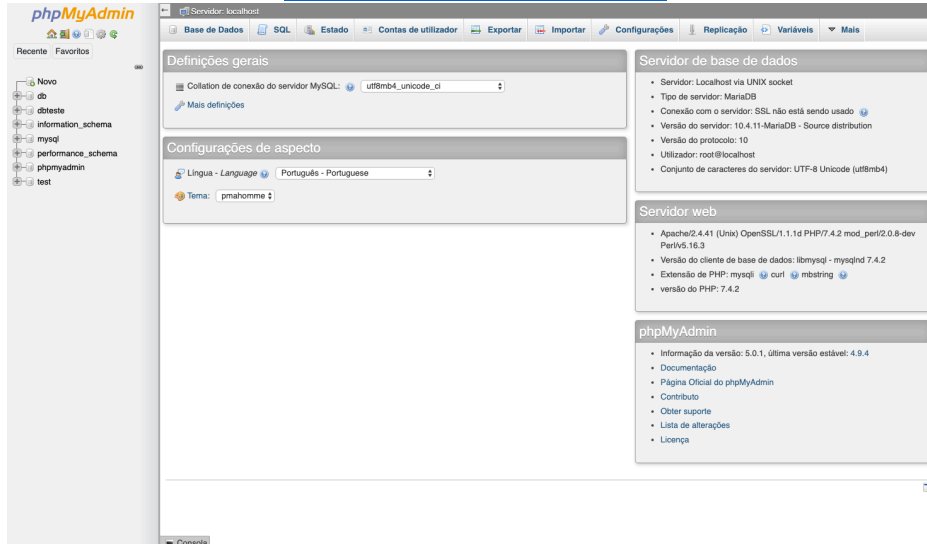 phpMyAdmin
Recente Favoritos
Novo
db
dbteste
information_schema
mysql
performance_schema
phpmyadmin
test
Servidor: localhost
Base de Dados SQL Estado Contas de utilizador Exportar Importar Configurações Replicação Variáveis Mais
Definições gerais
Collation de conexão do servidor MySQL: utf8mb4_unicode_ci
Mais definições
Configurações de aspecto
Língua - Language Português - Portuguese
Tema: pmahomme
Servidor de base de dados
Servidor: Localhost via UNIX socket
Tipo de servidor: MariaDB
Conexão com o servidor: SSL não está sendo usado
Versão do servidor: 10.4.11-MariaDB - Source distribution
Versão do protocolo: 10
Utilizador: root@localhost
Conjunto de caracteres do servidor: UTF-8 Unicode (utf8mb4)
Servidor web
Apache/2.4.41 (Unix) OpenSSL/1.1.1d PHP/7.4.2 mod_perl/2.0.8-dev
Perl/v5.16.3
Versão do cliente de base de dados: libmysql - mysqlnd 7.4.2
Extensão de PHP: mysqli curl mbstring
versão do PHP: 7.4.2
phpMyAdmin
Informação da versão: 5.0.1, última versão estável: 4.9.4
Documentação
Página Oficial do phpMyAdmin
Contributo
Obter suporte
Lista de alterações
Licença
Consola